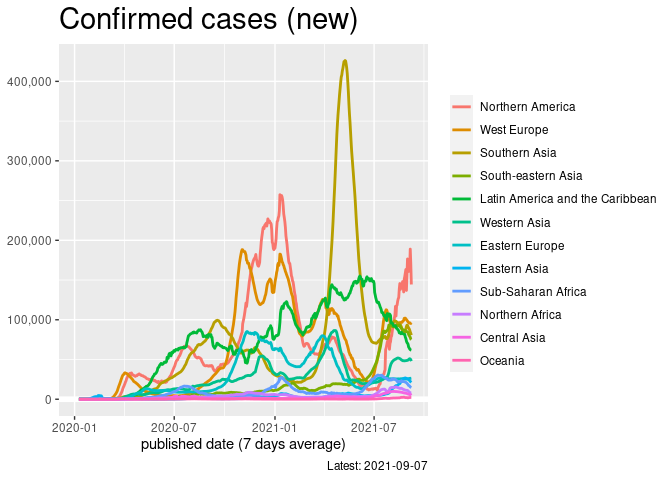 Confirmed cases (new)
400,000
300,000
200,000
100,000
0
2020-01
2020-07
2021-01
2021-07
published date (7 days average)
Latest: 2021-09-07
Northern America
West Europe
Southern Asia
South-eastern Asia
Latin America and the Caribbean
Western Asia
Eastern Europe
Eastern Asia
Sub-Saharan Africa
Northern Africa
Central Asia
Oceania